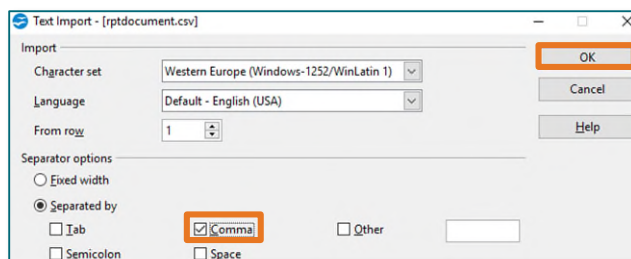 Text Import - [rptdocument.csv]
Import
Character set Western Europe (Windows-1252/WinLatin 1)
Language Default - English (USA)
From row 1
OK
Cancel
Help
Separator options
Fixed width
Separated by
Tab Comma Other
Semicolon Space